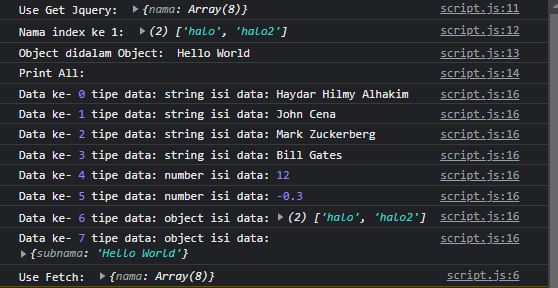 Use Get Jquery: ▶{nama: Array(8)} script.js:11
Nama index ke 1: ▶(2) ['halo', 'halo2'] script.js:12
Object didalam Object: Hello World script.js:13
Print All: script.js:14
Data ke- 0 tipe data: string isi data: Haydar Hilmy Alhakim script.js:16
Data ke- 1 tipe data: string isi data: John Cena script.js:16
Data ke- 2 tipe data: string isi data: Mark Zuckerberg script.js:16
Data ke- 3 tipe data: string isi data: Bill Gates script.js:16
Data ke- 4 tipe data: number isi data: 12 script.js:16
Data ke- 5 tipe data: number isi data: -0.3 script.js:16
Data ke- 6 tipe data: object isi data: ▶(2) ['halo', 'halo2'] script.js:16
Data ke- 7 tipe data: object isi data: script.js:16
▶{subnama: 'Hello World'}
Use Fetch: ▶{nama: Array(8)} script.js:6